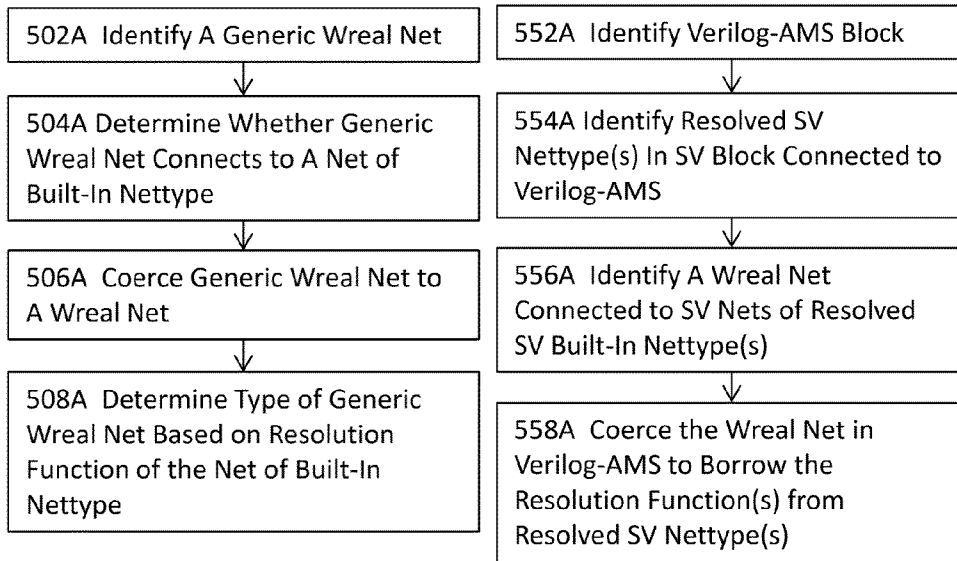 502A Identify A Generic Wreal Net
504A Determine Whether Generic
Wreal Net Connects to A Net of
Built-In Nettype
506A Coerce Generic Wreal Net to
A Wreal Net
508A Determine Type of Generic
Wreal Net Based on Resolution
Function of the Net of Built-In
Nettype
552A Identify Verilog-AMS Block
554A Identify Resolved SV
Nettype(s) In SV Block Connected to
Verilog-AMS
556A Identify A Wreal Net
Connected to SV Nets of Resolved
SV Built-In Nettype(s)
558A Coerce the Wreal Net in
Verilog-AMS to Borrow the
Resolution Function(s) from
Resolved SV Nettype(s)